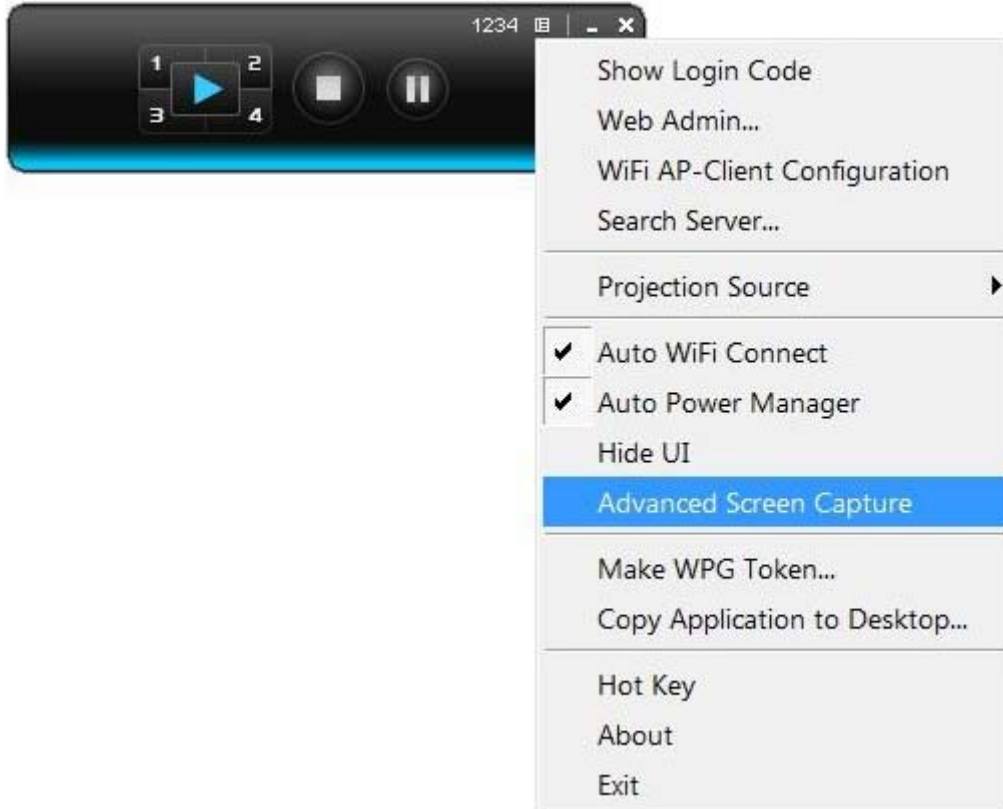 1234
1 2
3 4
Show Login Code
Web Admin...
WiFi AP-Client Configuration
Search Server...
Projection Source
Auto WiFi Connect
Auto Power Manager
Hide UI
Advanced Screen Capture
Make WPG Token...
Copy Application to Desktop...
Hot Key
About
Exit